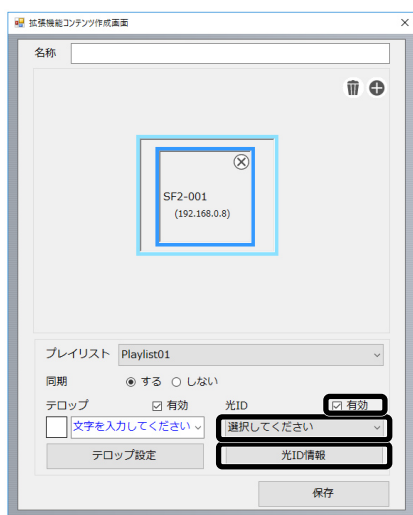 拡張機能コンテンツ作成画面
名称
SF2-001
(192.168.0.8)
プレイリスト Playlist01
同期 する しない
テロップ 有効 光ID 有効
文字を入力してください 選択してください
テロップ設定 光ID情報
保存